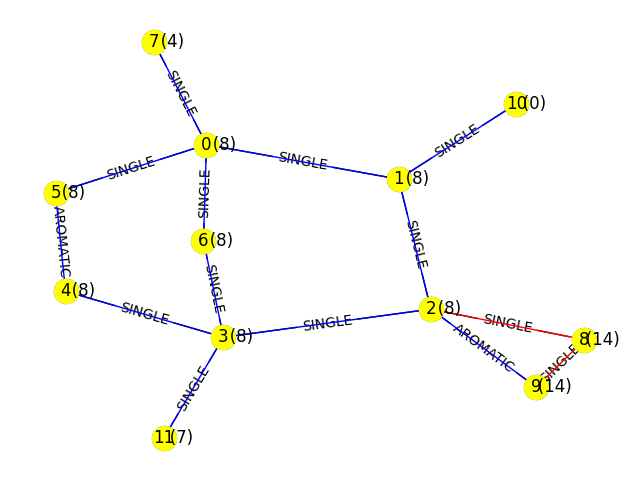 7(4)
SINGLE
10(0)
SINGLE
0(8)
SINGLE
SINGLE
1(8)
5(8)
SINGLE
AROMATIC
6(8)
SINGLE
SINGLE
4(8)
SINGLE
2(8)
SINGLE
SINGLE
3(8)
AROMATIC
8(14)
SINGLE
9(14)
SINGLE
11(7)